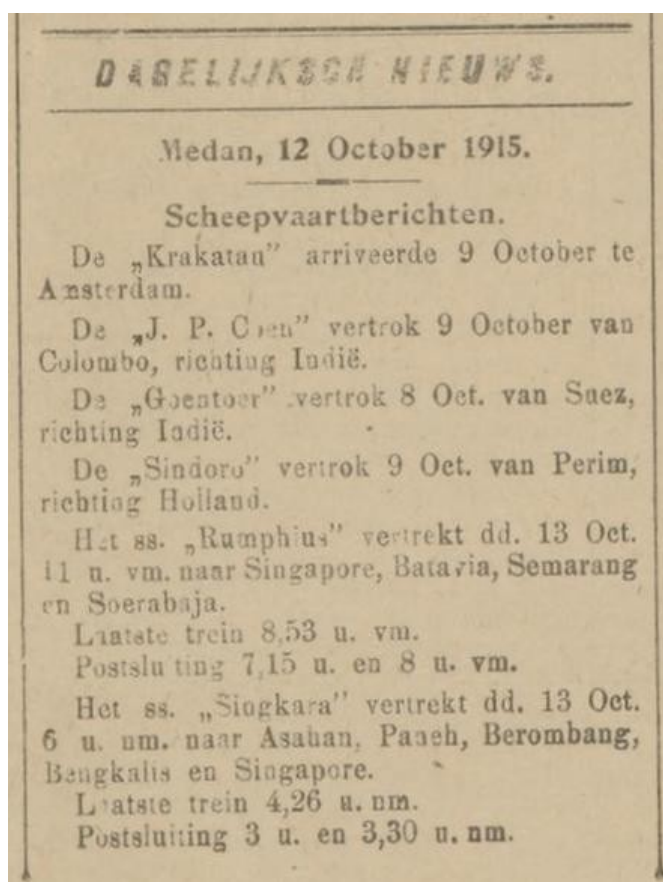 DAGELIJKSCH NIEUWS.
Medan, 12 October 1915.
Scheepvaartberichten.
De „Krakatau” arriveerde 9 October te
Amsterdam.
De „J. P. Coen” vertrok 9 October van
Colombo, richting Indië.
De „Goentoer” vertrok 8 Oct. van Suez,
richting Indië.
De „Sindoro” vertrok 9 Oct. van Perim,
richting Holland.
Het ss. „Rumphius” vertrekt dd. 13 Oct.
11 u. vm. naar Singapore, Batavia, Semarang
en Soerabaja.
Laatste trein 8,53 u. vm.
Postsluiting 7,15 u. en 8 u. vm.
Het ss. „Singkara” vertrekt dd. 13 Oct.
6 u. nm. naar Asahan, Paneh, Berombang,
Bengkalis en Singapore.
Laatste trein 4,26 u. nm.
Postsluiting 3 u. en 3,30 u. nm.